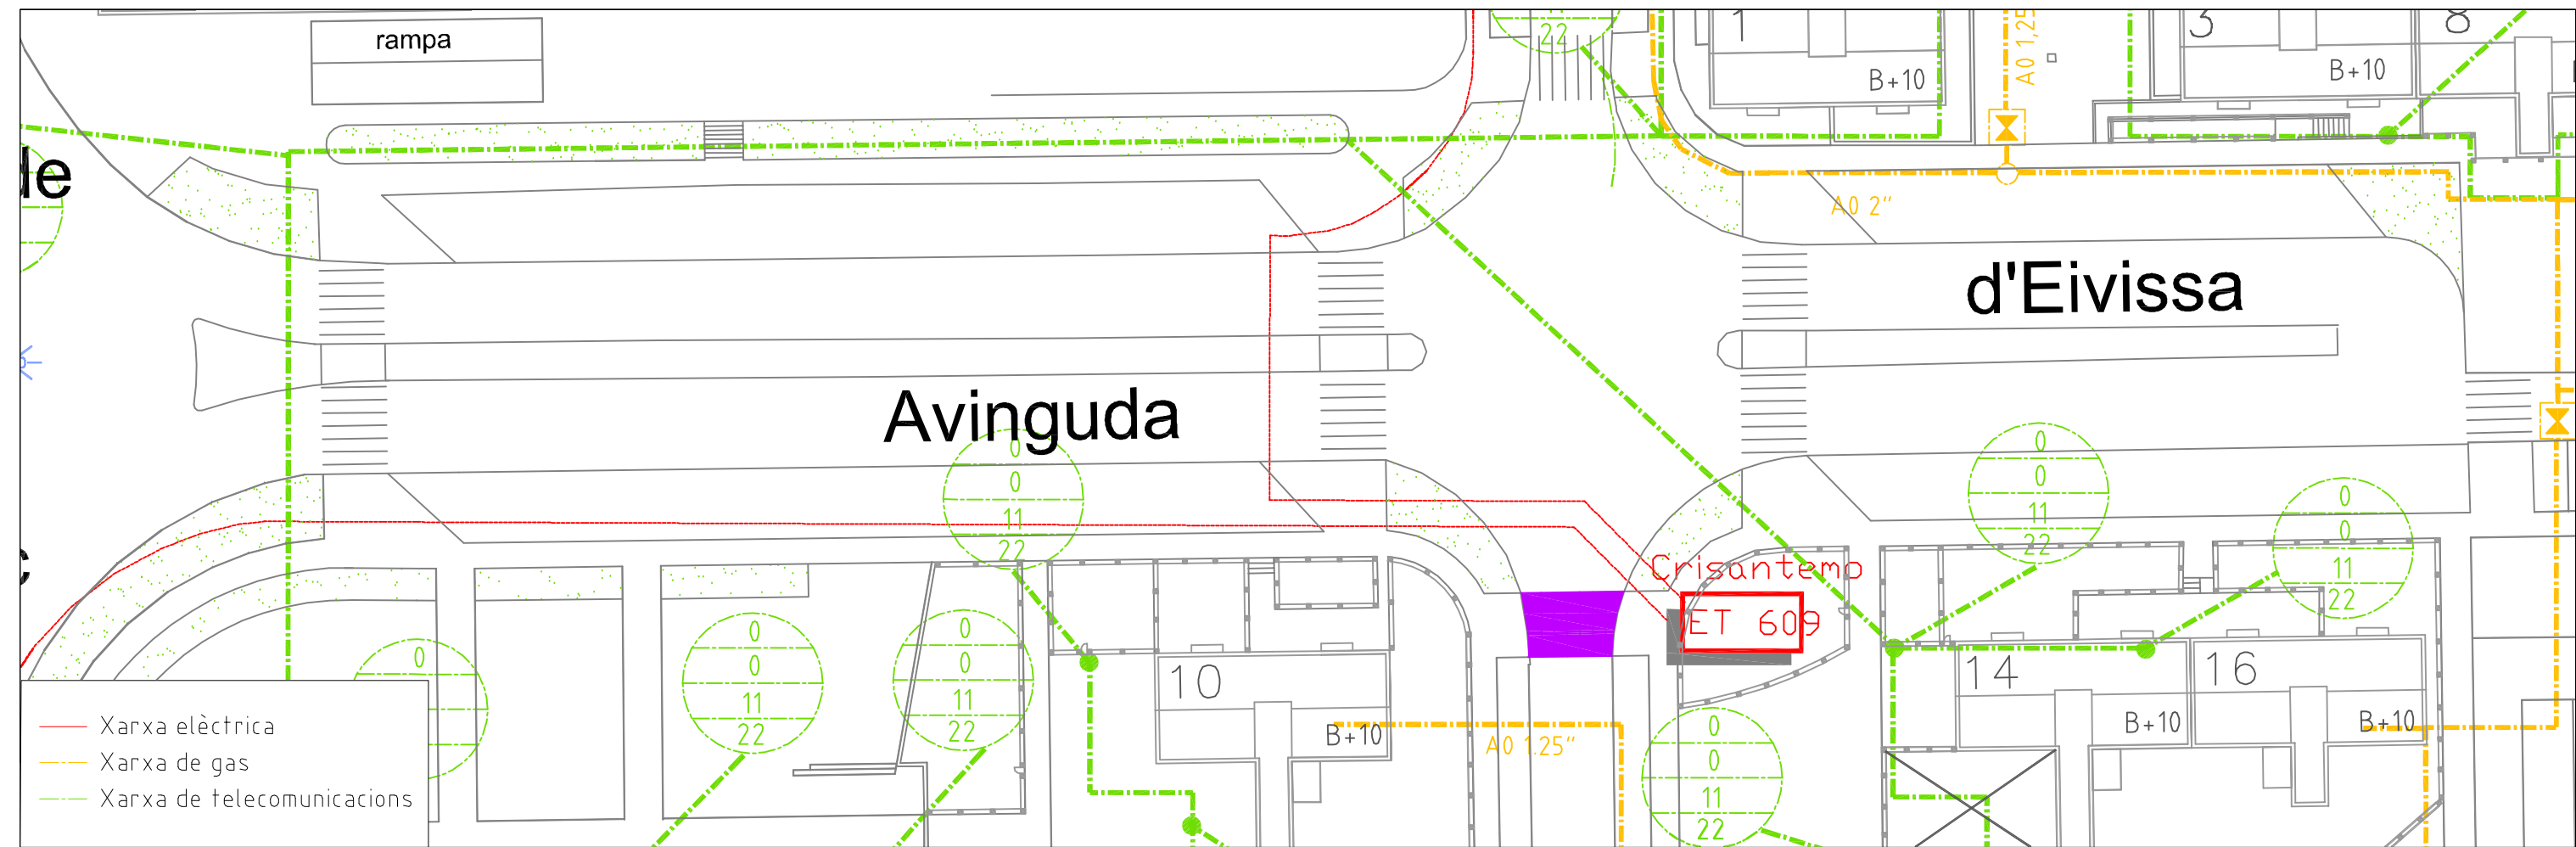 rampa
22
1
B+10
A0 1,25
3
B+10
8
A0 2"
d'Eivissa
Avinguda
0
0
11
22
0
0
11
22
0
0
11
22
Crisantemo
ET 609
0
0
0
11
22
0
0
11
22
10
B+10
A0 1.25"
0
0
11
22
14
B+10
16
B+10
Xarxa elèctrica
Xarxa de gas
Xarxa de telecomunicacions